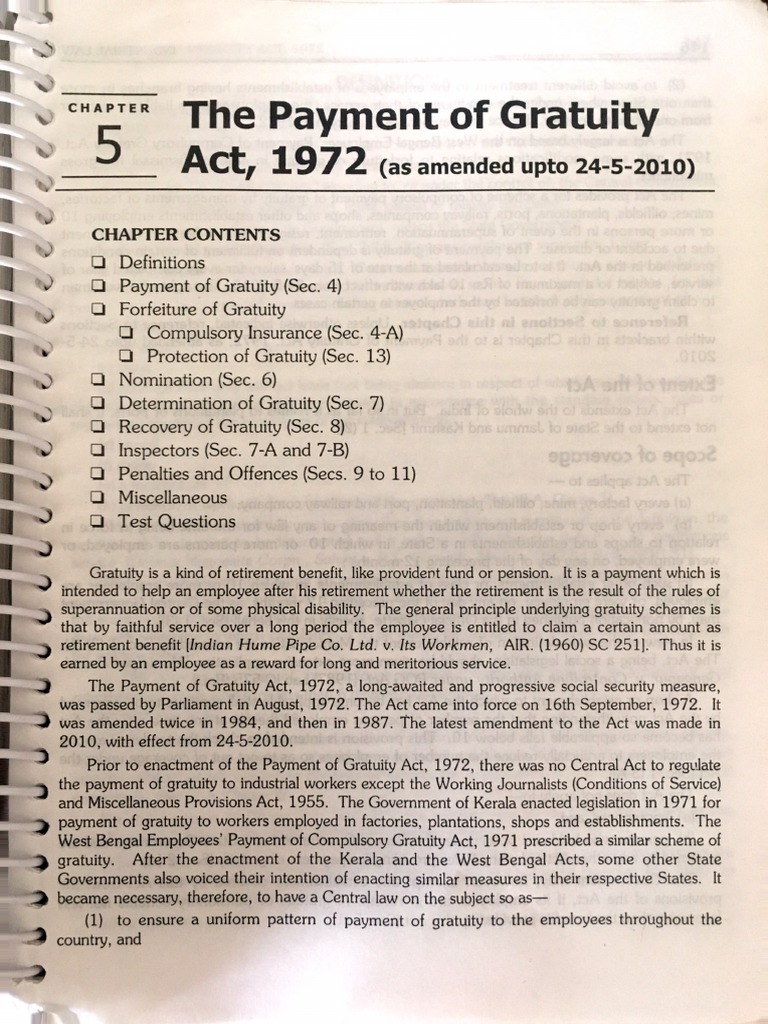 CHAPTER
5
The Payment of Gratuity
Act, 1972 (as amended upto 24-5-2010)
CHAPTER CONTENTS
❑ Definitions
❑ Payment of Gratuity (Sec. 4)
❑ Forfeiture of Gratuity
❑ Compulsory Insurance (Sec. 4-A)
❑ Protection of Gratuity (Sec. 13)
❑ Nomination (Sec. 6)
❑ Determination of Gratuity (Sec. 7)
❑ Recovery of Gratuity (Sec. 8)
❑ Inspectors (Sec. 7-A and 7-B)
❑ Penalties and Offences (Secs. 9 to 11)
❑ Miscellaneous
❑ Test Questions
Gratuity is a kind of retirement benefit, like provident fund or pension. It is a payment which is
intended to help an employee after his retirement whether the retirement is the result of the rules of
superannuation or of some physical disability. The general principle underlying gratuity schemes is
that by faithful service over a long period the employee is entitled to claim a certain amount as
retirement benefit [Indian Hume Pipe Co. Ltd. v. Its Workmen, AIR. (1960) SC 251]. Thus it is
earned by an employee as a reward for long and meritorious service.
The Payment of Gratuity Act, 1972, a long-awaited and progressive social security measure,
was passed by Parliament in August, 1972. The Act came into force on 16th September, 1972. It
was amended twice in 1984, and then in 1987. The latest amendment to the Act was made in
2010, with effect from 24-5-2010.
Prior to enactment of the Payment of Gratuity Act, 1972, there was no Central Act to regulate
the payment of gratuity to industrial workers except the Working Journalists (Conditions of Service)
and Miscellaneous Provisions Act, 1955. The Government of Kerala enacted legislation in 1971 for
payment of gratuity to workers employed in factories, plantations, shops and establishments. The
West Bengal Employees' Payment of Compulsory Gratuity Act, 1971 prescribed a similar scheme of
gratuity. After the enactment of the Kerala and the West Bengal Acts, some other State
Governments also voiced their intention of enacting similar measures in their respective States. It
became necessary, therefore, to have a Central law on the subject so as—
(1) to ensure a uniform pattern of payment of gratuity to the employees throughout the
country, and